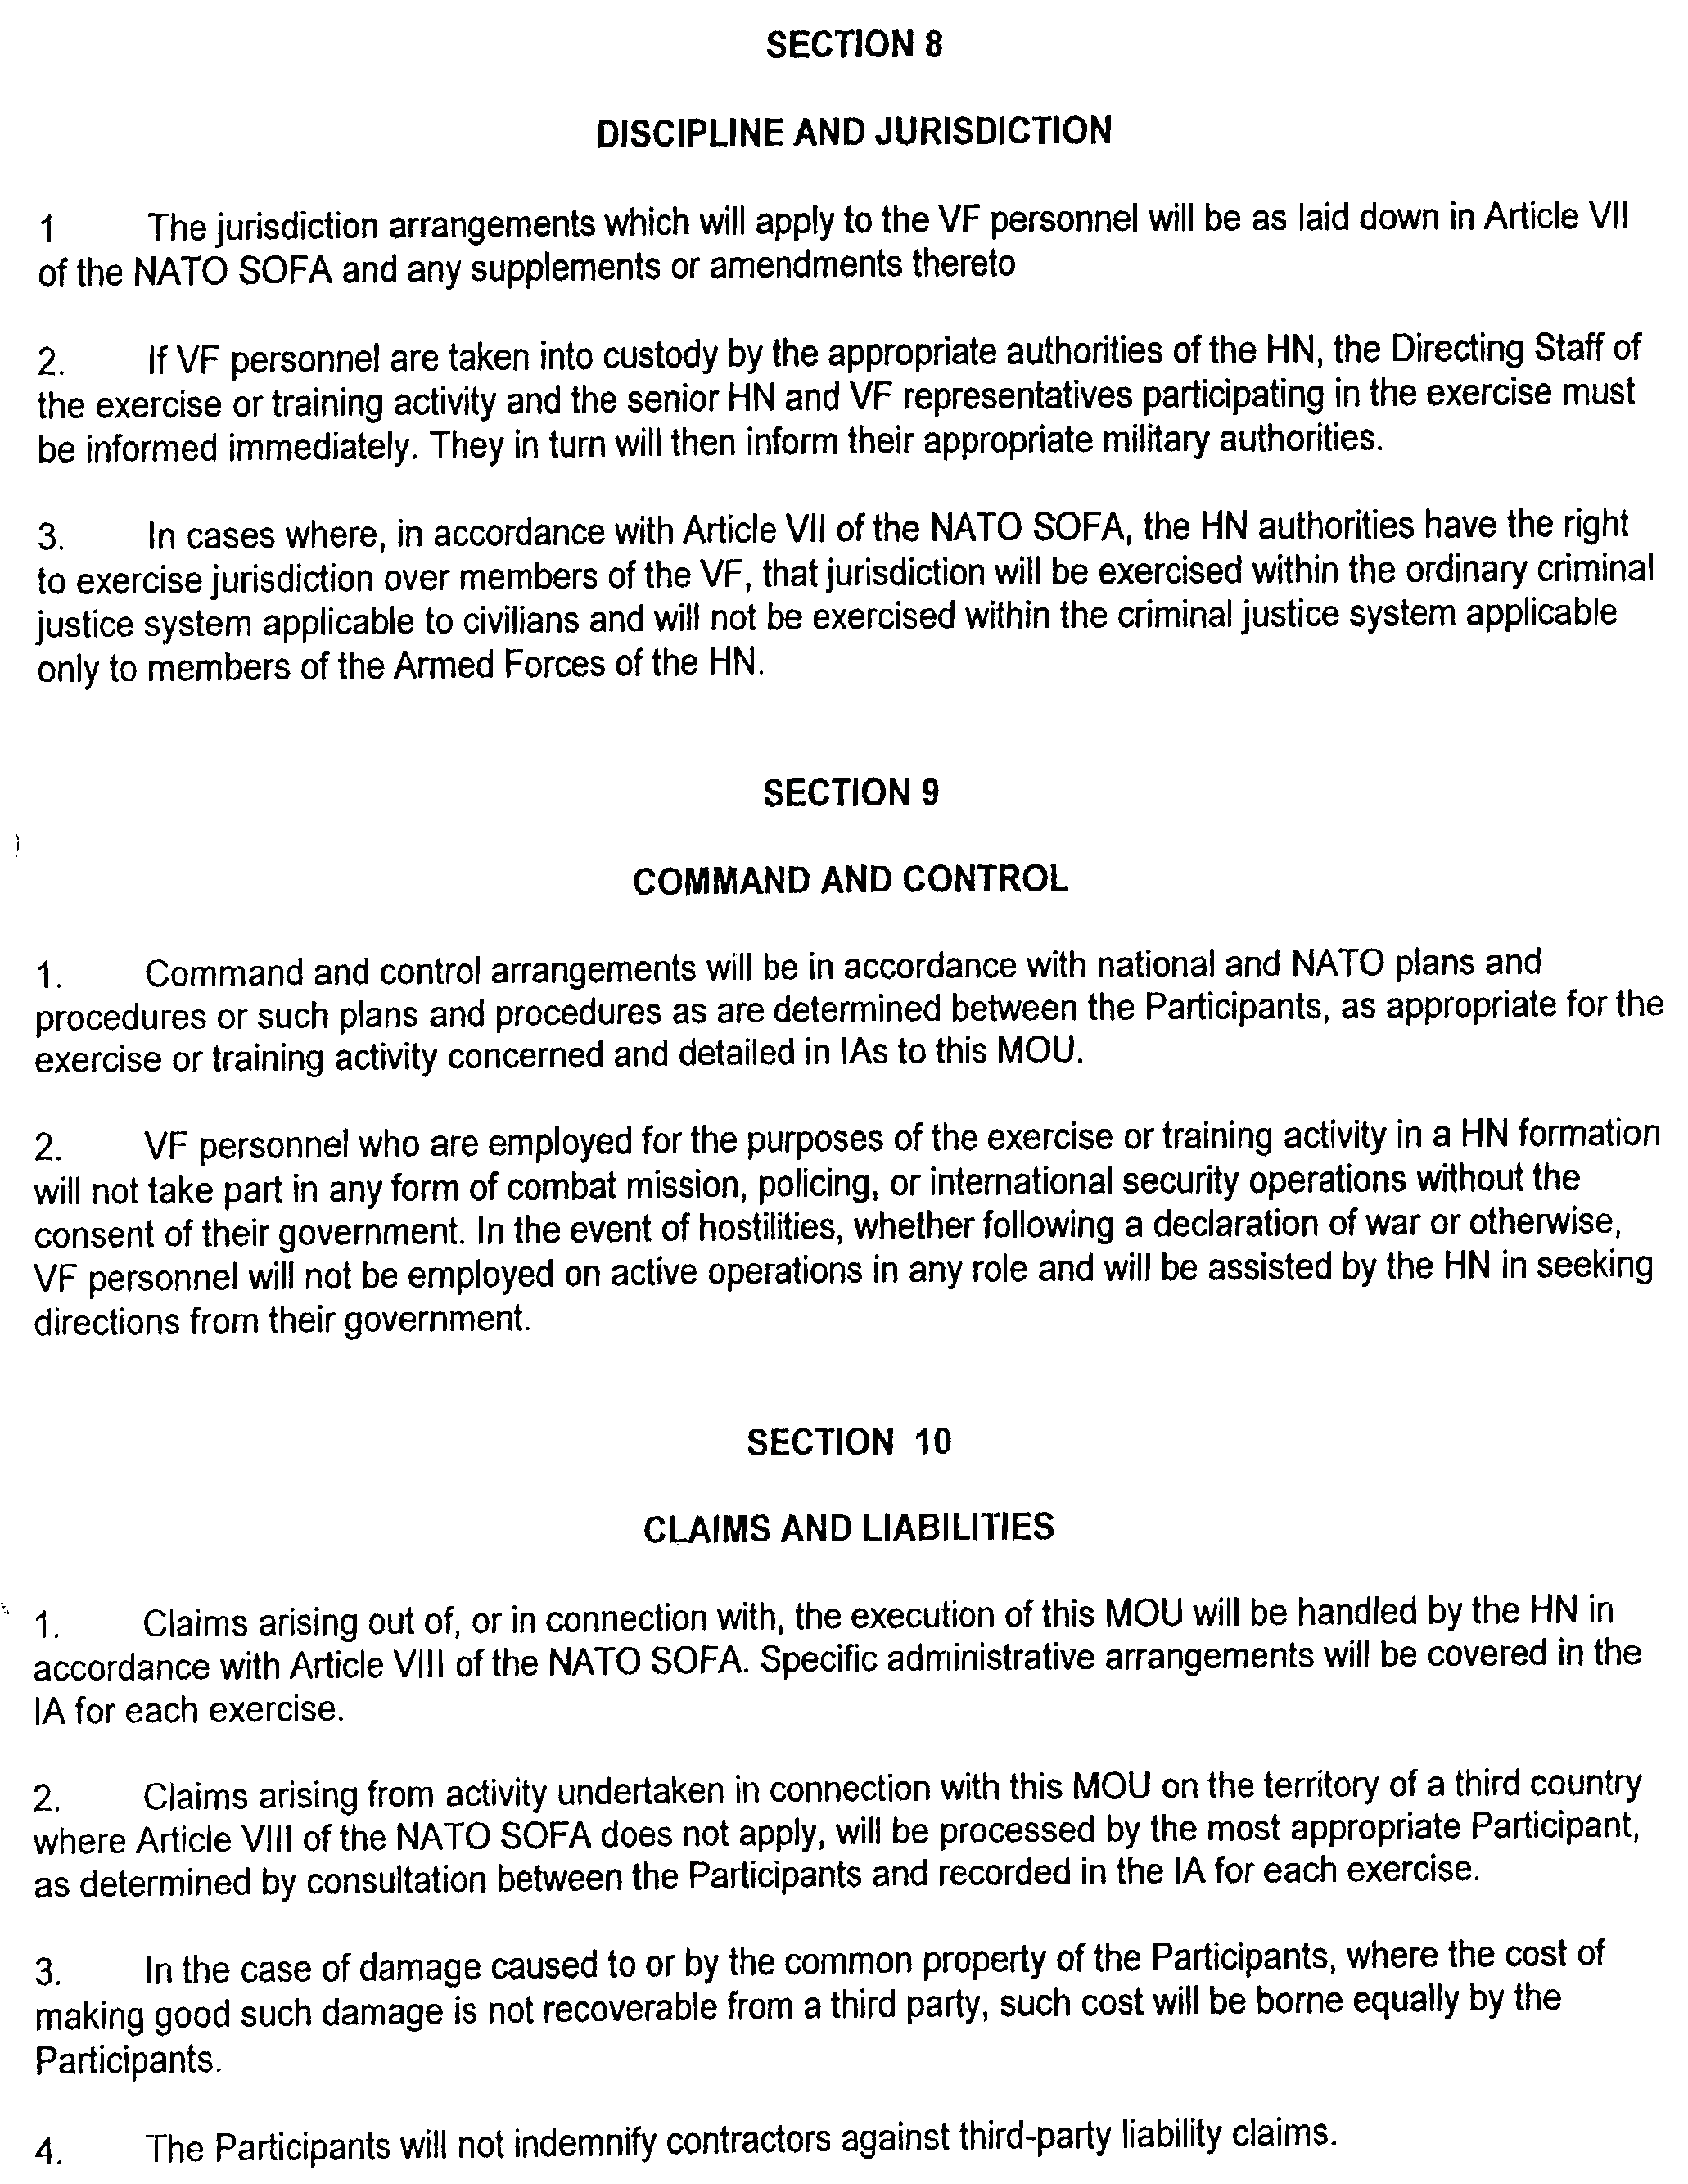 SECTION 8
DISCIPLINE AND JURISDICTION
1 The jurisdiction arrangements which will apply to the VF personnel will be as laid down in Article VII
of the NATO SOFA and any supplements or amendments thereto
2. If VF personnel are taken into custody by the appropriate authorities of the HN, the Directing Staff of
the exercise or training activity and the senior HN and VF representatives participating in the exercise must
be informed immediately. They in turn will then inform their appropriate military authorities.
3. In cases where, in accordance with Article VII of the NATO SOFA, the HN authorities have the right
to exercise jurisdiction over members of the VF, that jurisdiction will be exercised within the ordinary criminal
justice system applicable to civilians and will not be exercised within the criminal justice system applicable
only to members of the Armed Forces of the HN.
SECTION 9
COMMAND AND CONTROL
1. Command and control arrangements will be in accordance with national and NATO plans and
procedures or such plans and procedures as are determined between the Participants, as appropriate for the
exercise or training activity concerned and detailed in IAs to this MOU.
2. VF personnel who are employed for the purposes of the exercise or training activity in a HN formation
will not take part in any form of combat mission, policing, or international security operations without the
consent of their government. In the event of hostilities, whether following a declaration of war or otherwise,
VF personnel will not be employed on active operations in any role and will be assisted by the HN in seeking
directions from their government.
SECTION 10
CLAIMS AND LIABILITIES
1. Claims arising out of, or in connection with, the execution of this MOU will be handled by the HN in
accordance with Article VIII of the NATO SOFA. Specific administrative arrangements will be covered in the
IA for each exercise.
2. Claims arising from activity undertaken in connection with this MOU on the territory of a third country
where Article VIII of the NATO SOFA does not apply, will be processed by the most appropriate Participant,
as determined by consultation between the Participants and recorded in the IA for each exercise.
3. In the case of damage caused to or by the common property of the Participants, where the cost of
making good such damage is not recoverable from a third party, such cost will be borne equally by the
Participants.
4. The Participants will not indemnify contractors against third-party liability claims.